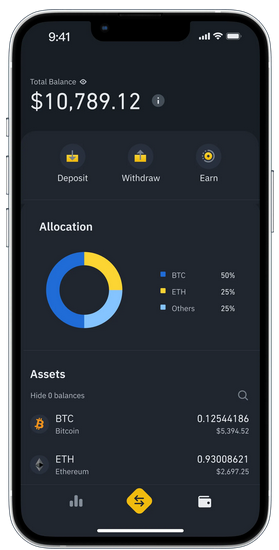 9:41
Total Balance
$10,789.12
Deposit Withdraw Earn
Allocation
BTC 50%
ETH 25%
Others 25%
Assets
Hide 0 balances
BTC 0.12544186
Bitcoin $5,394.52
ETH 0.93008621
Ethereum $2,697.25